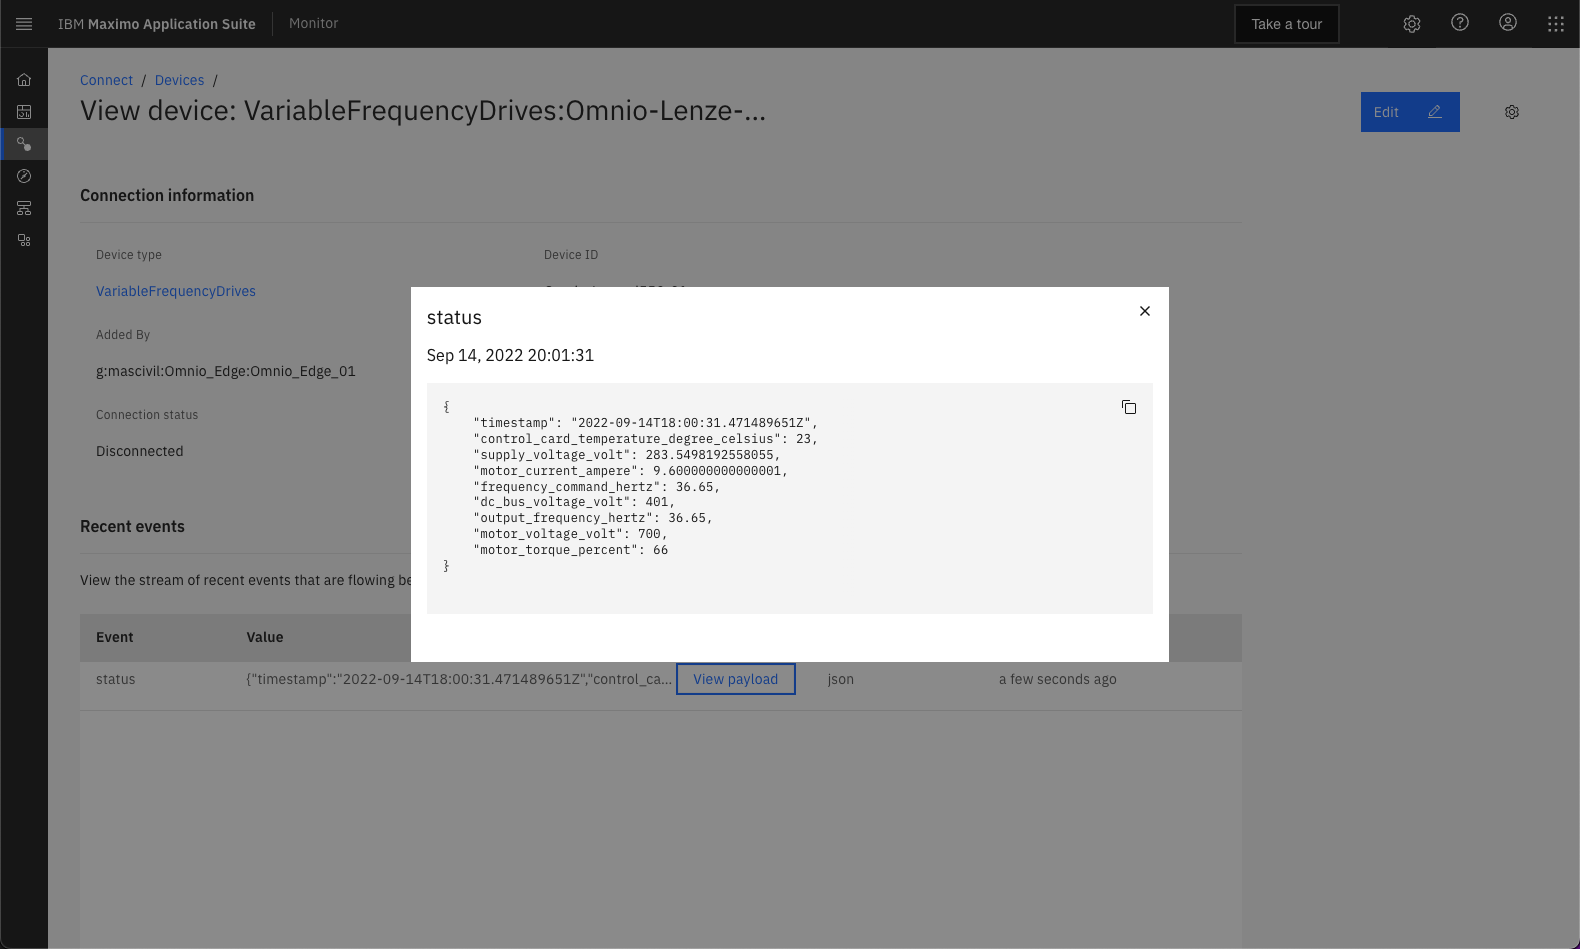 IBM Maximo Application Suite
Monitor
Take a tour
Connect / Devices /
View device: VariableFrequencyDrives:Omnio-Lenze-...
Edit
Connection information
Device type
Device ID
VariableFrequencyDrives
Added By
g:mascivil:Omnio_Edge:Omnio_Edge_01
Connection status
Disconnected
Recent events
View the stream of recent events that are flowing be
status
Sep 14, 2022 20:01:31
{
"timestamp": "2022-09-14T18:00:31.471489651Z",
"control_card_temperature_degree_celsius": 23,
"supply_voltage_volt": 283.5498192558055,
"motor_current_ampere": 9.600000000000001,
"frequency_command_hertz": 36.65,
"dc_bus_voltage_volt": 401,
"output_frequency_hertz": 36.65,
"motor_voltage_volt": 700,
"motor_torque_percent": 66
}
Event Value
status {"timestamp":"2022-09-14T18:00:31.471489651Z","control_ca... View payload json a few seconds ago